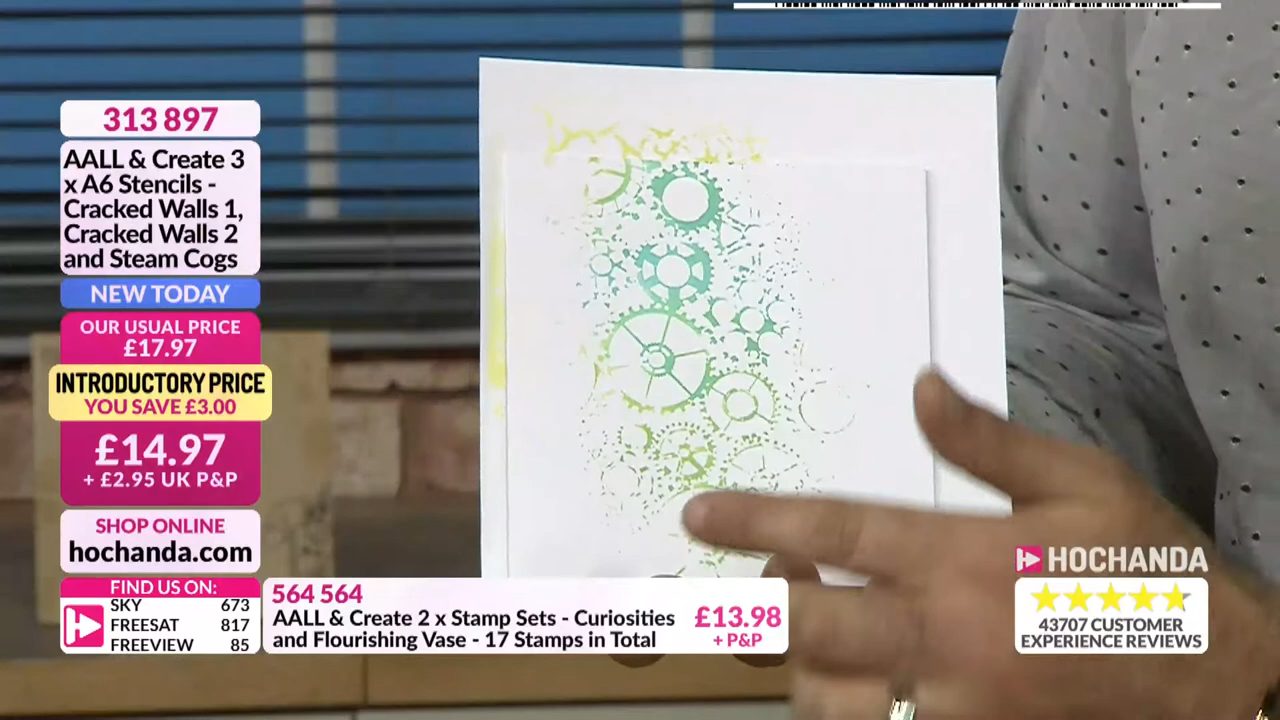 313 897
AALL & Create 3
x A6 Stencils -
Cracked Walls 1,
Cracked Walls 2
and Steam Cogs
NEW TODAY
OUR USUAL PRICE
£17.97
INTRODUCTORY PRICE
YOU SAVE £3.00
£14.97
+ £2.95 UK P&P
SHOP ONLINE
hochanda.com
FIND US ON:
SKY 673
FREESAT 817
FREEVIEW 85
564 564
AALL & Create 2 x Stamp Sets - Curiosities
and Flourishing Vase - 17 Stamps in Total
£13.98
+ P&P
HOCHANDA
43707 CUSTOMER
EXPERIENCE REVIEWS